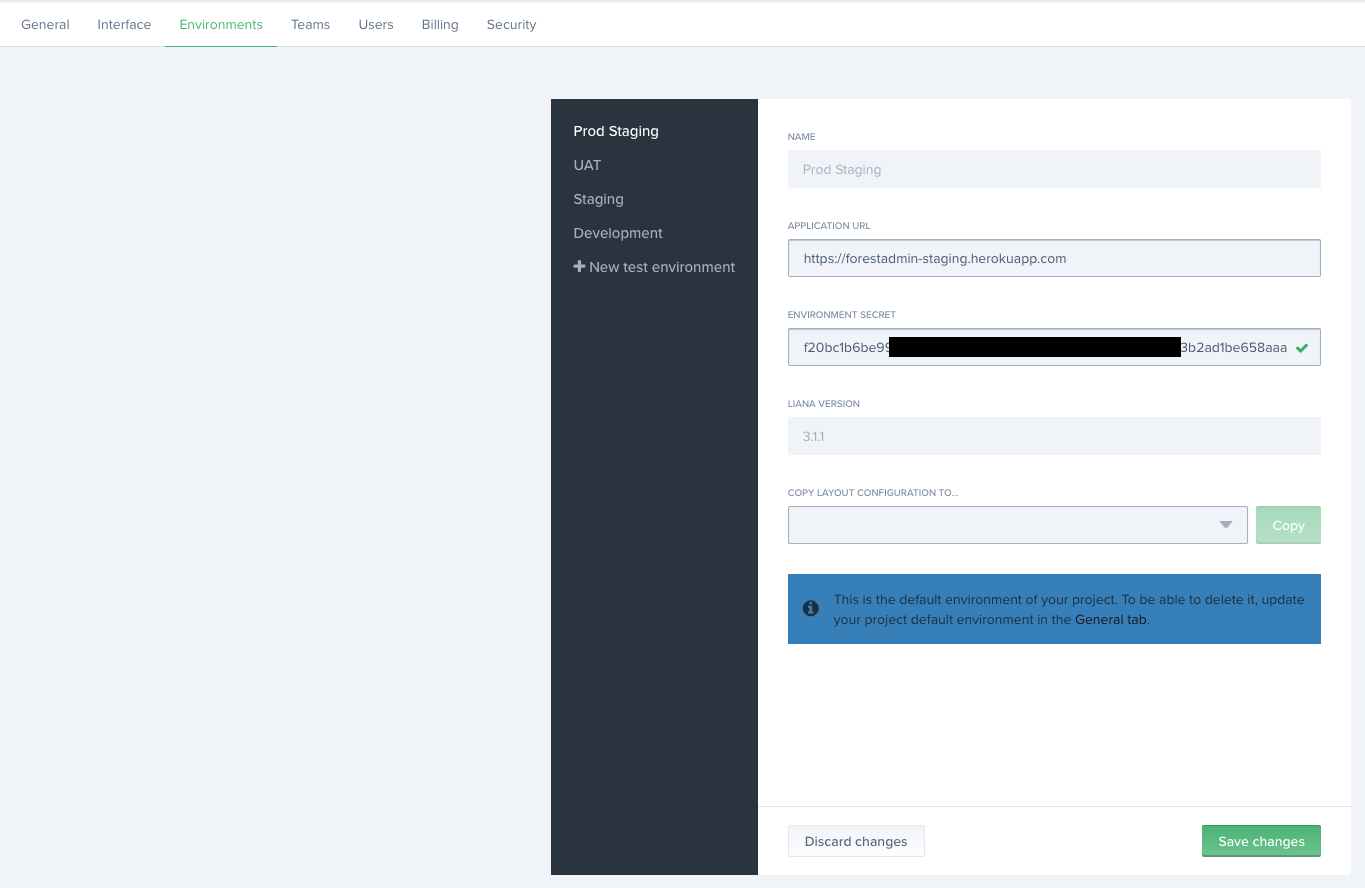 General Interface Environments Teams Users Billing Security
Prod Staging
UAT
Staging
Development
New test environment
NAME
Prod Staging
APPLICATION URL
https://forestadmin-staging.herokuapp.com
ENVIRONMENT SECRET
f20bc1b6be99 3b2ad1be658aaa
LIANA VERSION
3.1.1
COPY LAYOUT CONFIGURATION TO...
Copy
This is the default environment of your project. To be able to delete it, update
your project default environment in the General tab.
Discard changes Save changes